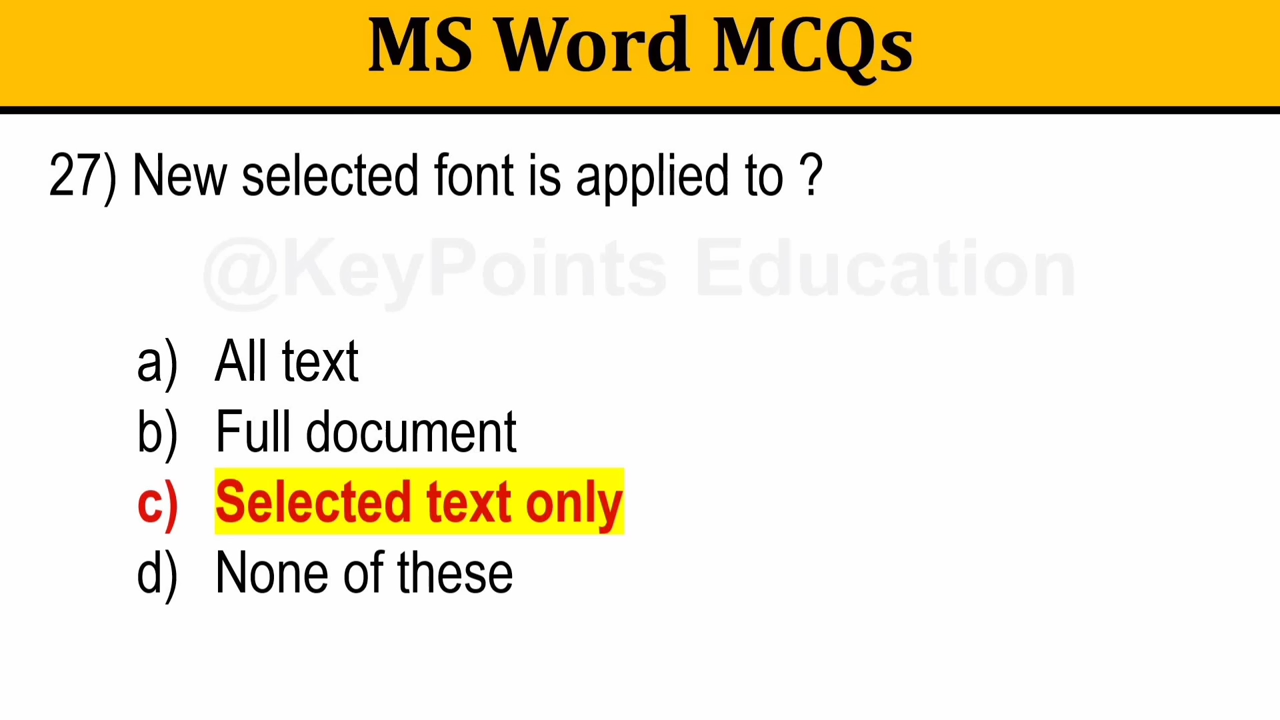 MS Word MCQs
27) New selected font is applied to ?
@KeyPoints Education
a) All text
b) Full document
c) Selected text only
d) None of these